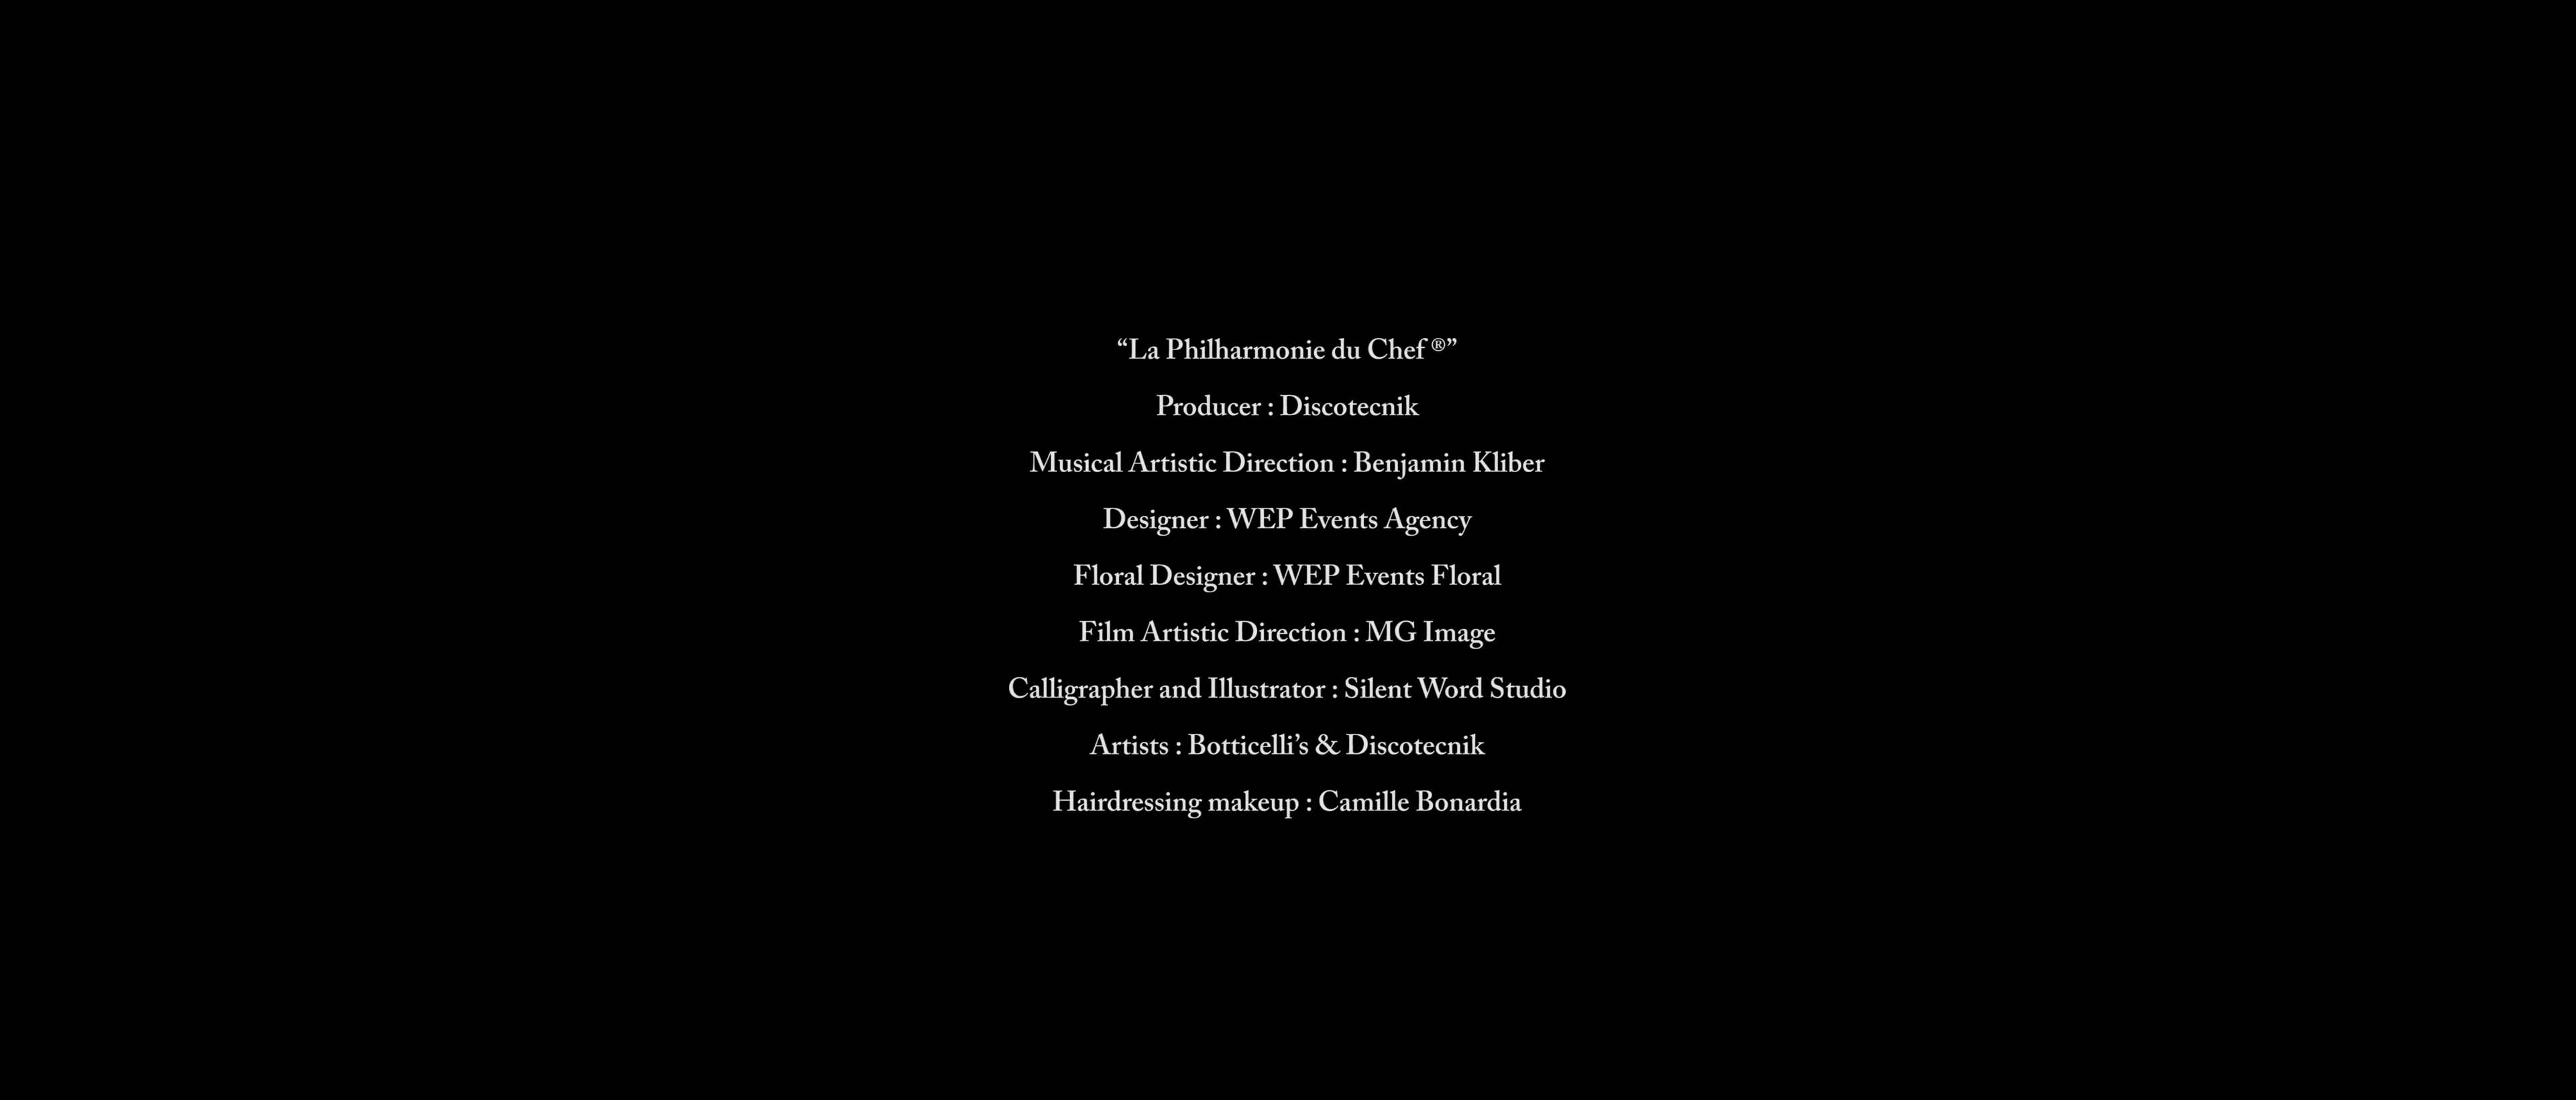 “La Philharmonie du Chef ®”
Producer : Discotecnik
Musical Artistic Direction : Benjamin Kliber
Designer : WEP Events Agency
Floral Designer : WEP Events Floral
Film Artistic Direction : MG Image
Calligrapher and Illustrator : Silent Word Studio
Artists : Botticelli’s & Discotecnik
Hairdressing makeup : Camille Bonardia